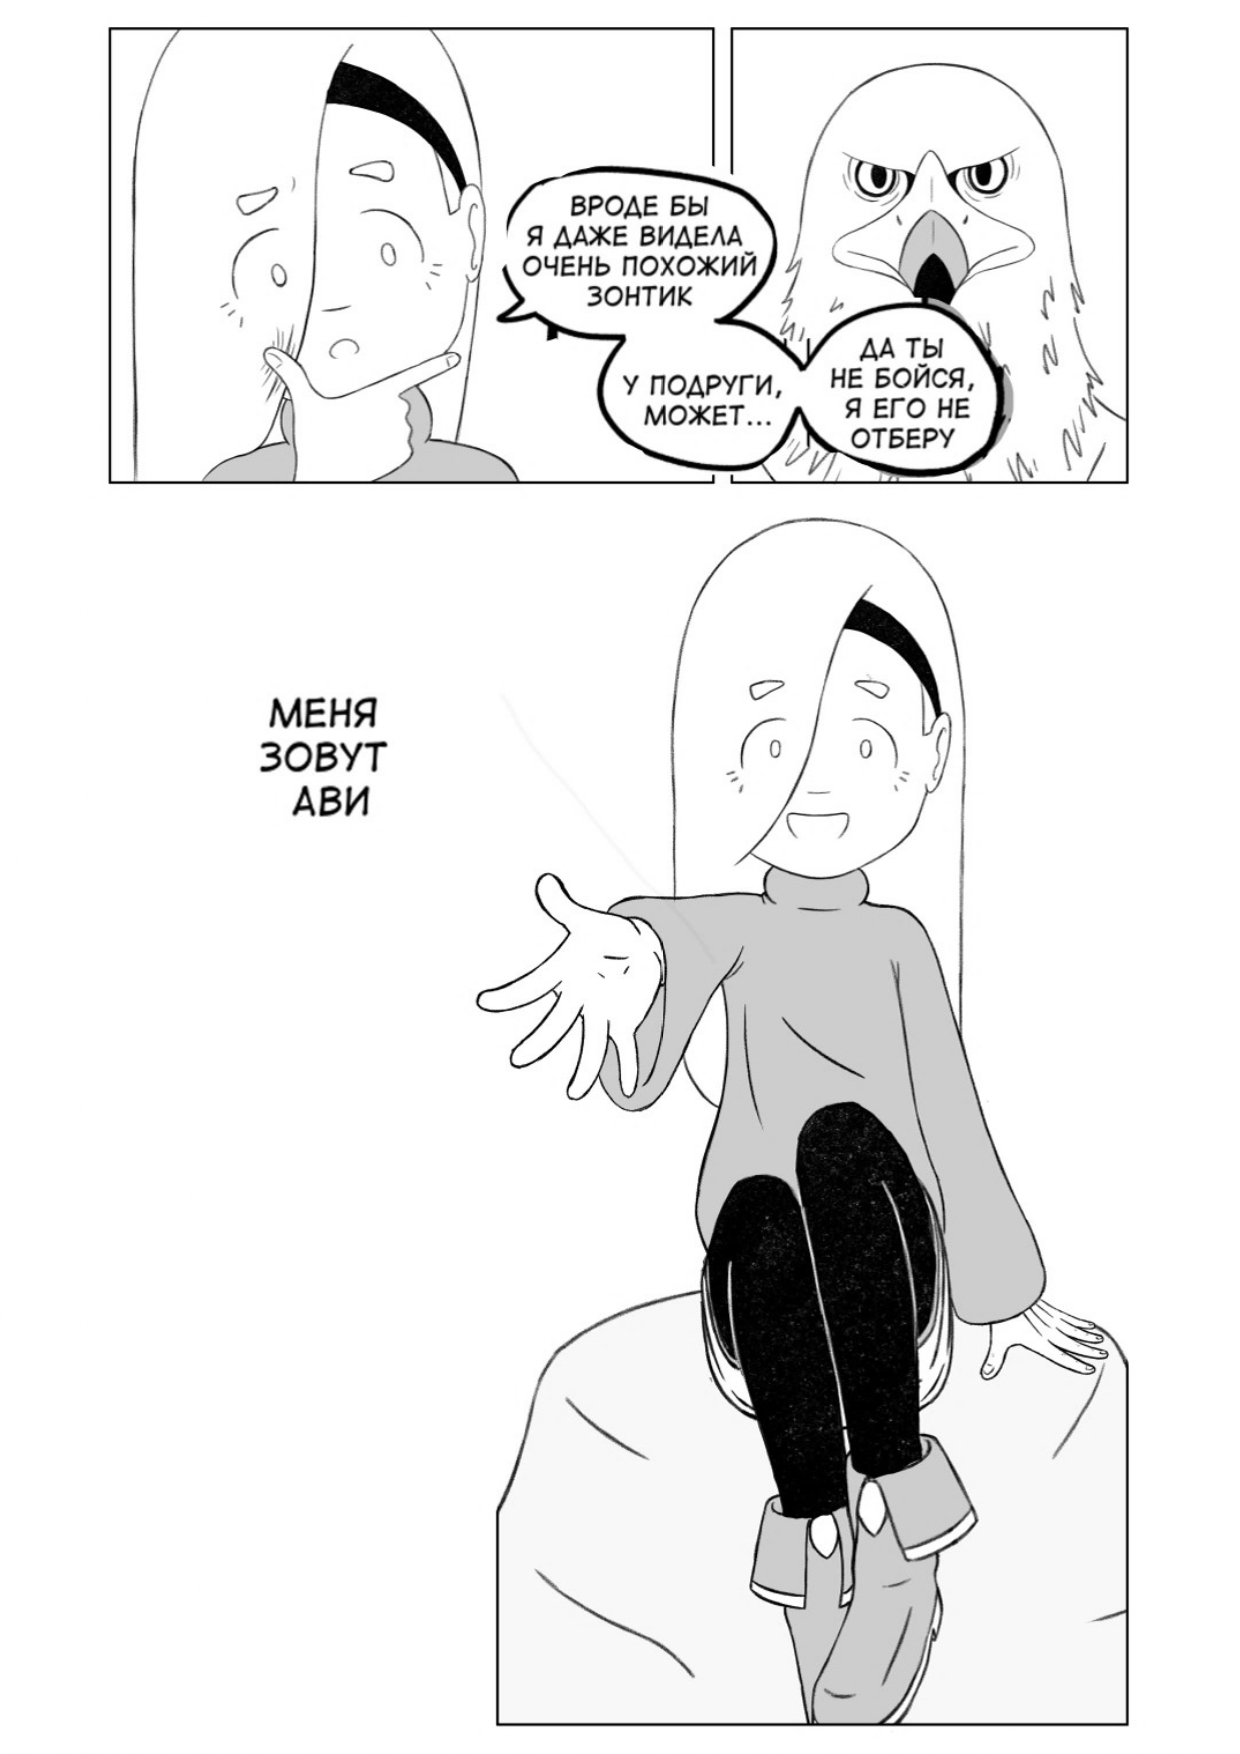 ВРОДЕ БЫ
Я ДАЖЕ ВИДЕЛА
ОЧЕНЬ ПОХОЖИЙ
ЗОНТИК
У ПОДРУГИ,
МОЖЕТ...
ДА ТЫ
НЕ БОЙСЯ,
Я ЕГО НЕ
ОТБЕРУ
МЕНЯ
ЗОВУТ
АВИ